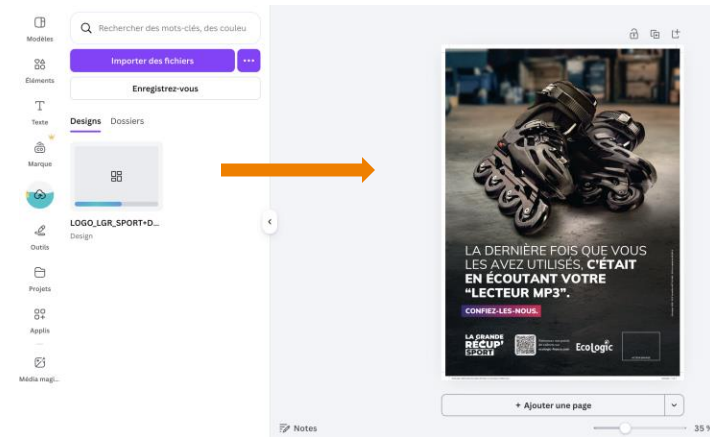 Modèles
Éléments
Texte
Marque
Outils
Projets
Applis
Média magi...
Rechercher des mots-clés, des couleu
Importer des fichiers
Enregistrez-vous
Designs Dossiers
LOGO_LGR_SPORT+D...
Design
LA DERNIÈRE FOIS QUE VOUS
LES AVEZ UTILISÉS, C'ÉTAIT
EN ÉCOUTANT VOTRE
“LECTEUR MP3”.
CONFIEZ-LES-NOUS.
LA GRANDE
RÉCUP'
SPORT
Ecologic
+ Ajouter une page
Notes
35 %